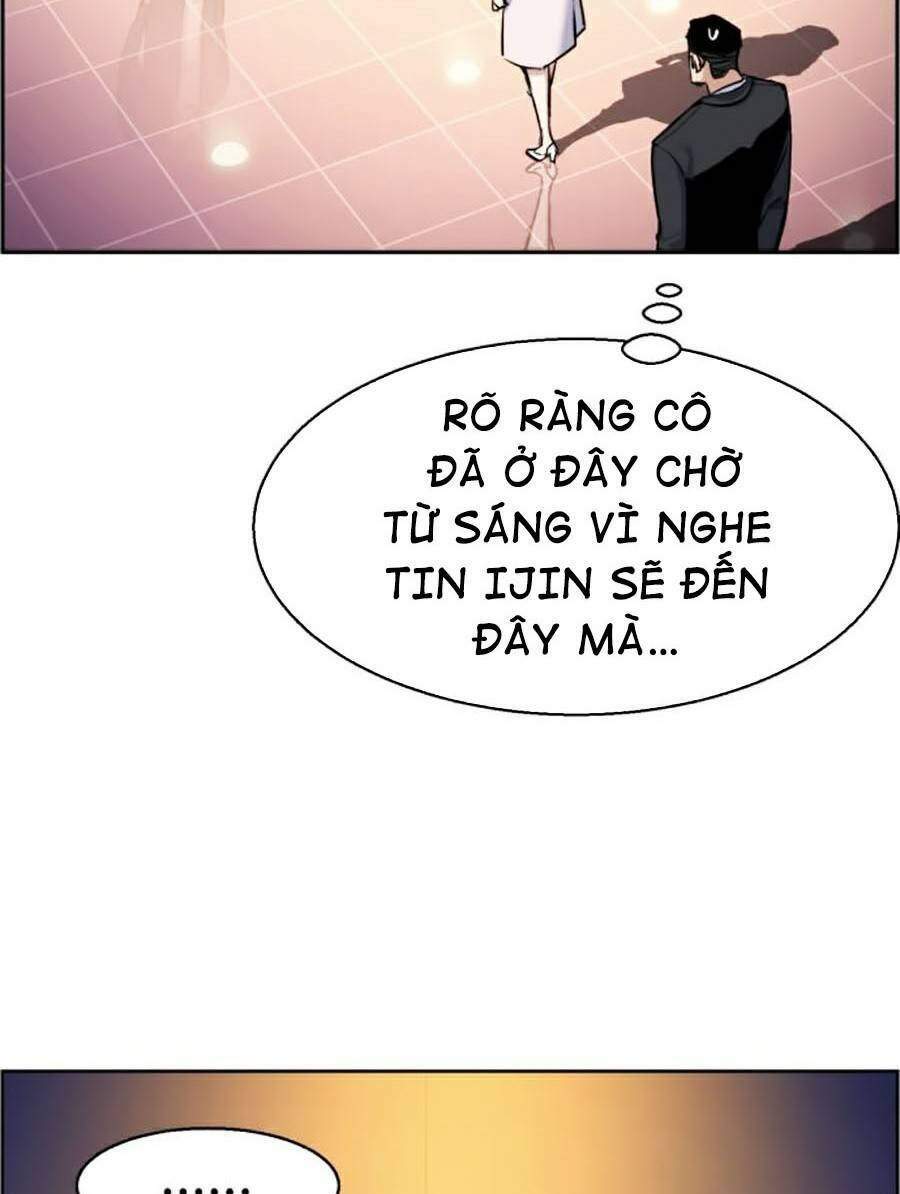 RÕ RÀNG CÔ
ĐÃ Ở ĐÂY CHỜ
TỪ SÁNG VÌ NGHE
TIN IJIN SẼ ĐẾN
ĐÂY MÀ...
......